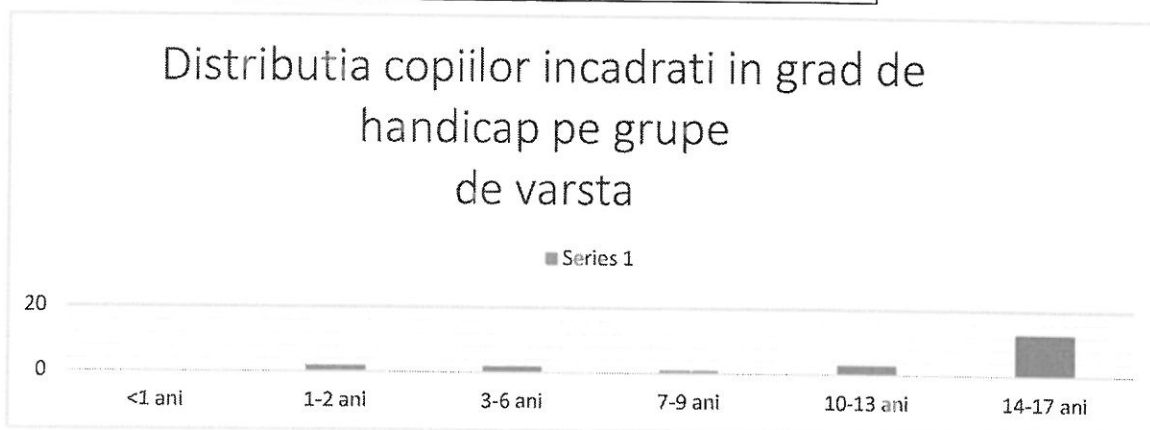 Distributia copiilor incadrati in grad de
handicap pe grupe
de varsta
Series 1
20
0
<1 ani 1-2 ani 3-6 ani 7-9 ani 10-13 ani 14-17 ani